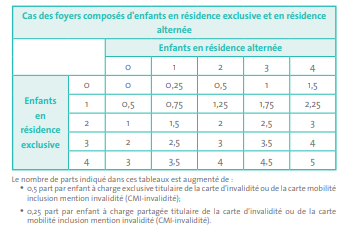 Cas des foyers composés d'enfants en résidence exclusive et en résidence
alternée
Enfants en résidence alternée
0 1 2 3 4
Enfants
en
résidence
exclusive
0 0 0,25 0,5 1 1,5
1 0,5 0,75 1,25 1,75 2,25
2 1 1,5 2 2,5 3
3 2 2,5 3 3,5 4
4 3 3,5 4 4,5 5
Le nombre de parts indiqué dans ces tableaux est augmenté de :
• 0,5 part par enfant à charge exclusive titulaire de la carte d'invalidité ou de la carte mobilité
inclusion mention invalidité (CMI-invalidité);
• 0,25 part par enfant à charge partagée titulaire de la carte d'invalidité ou de la carte
mobilité inclusion mention invalidité (CMI-invalidité).